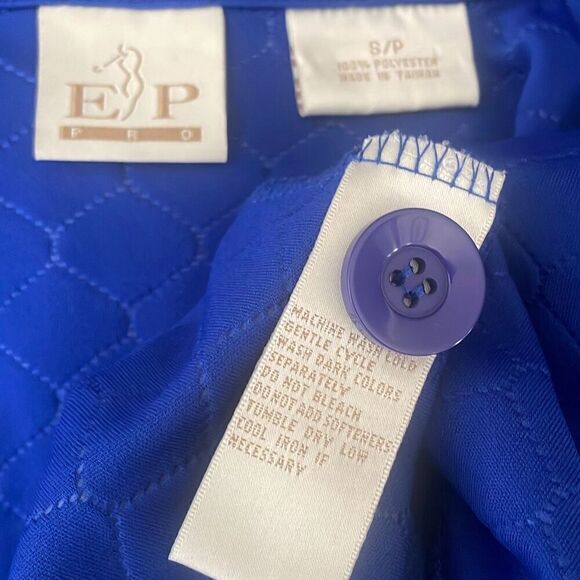 EP
PRO
S/P
100% POLYESTER
MADE IN TAIWAN
MACHINE WASH COLD
GENTLE CYCLE
WASH DARK COLORS
SEPARATELY
DO NOT BLEACH
DO NOT ADD SOFTENERS
TUMBLE DRY LOW
COOL IRON IF
NECESSARY